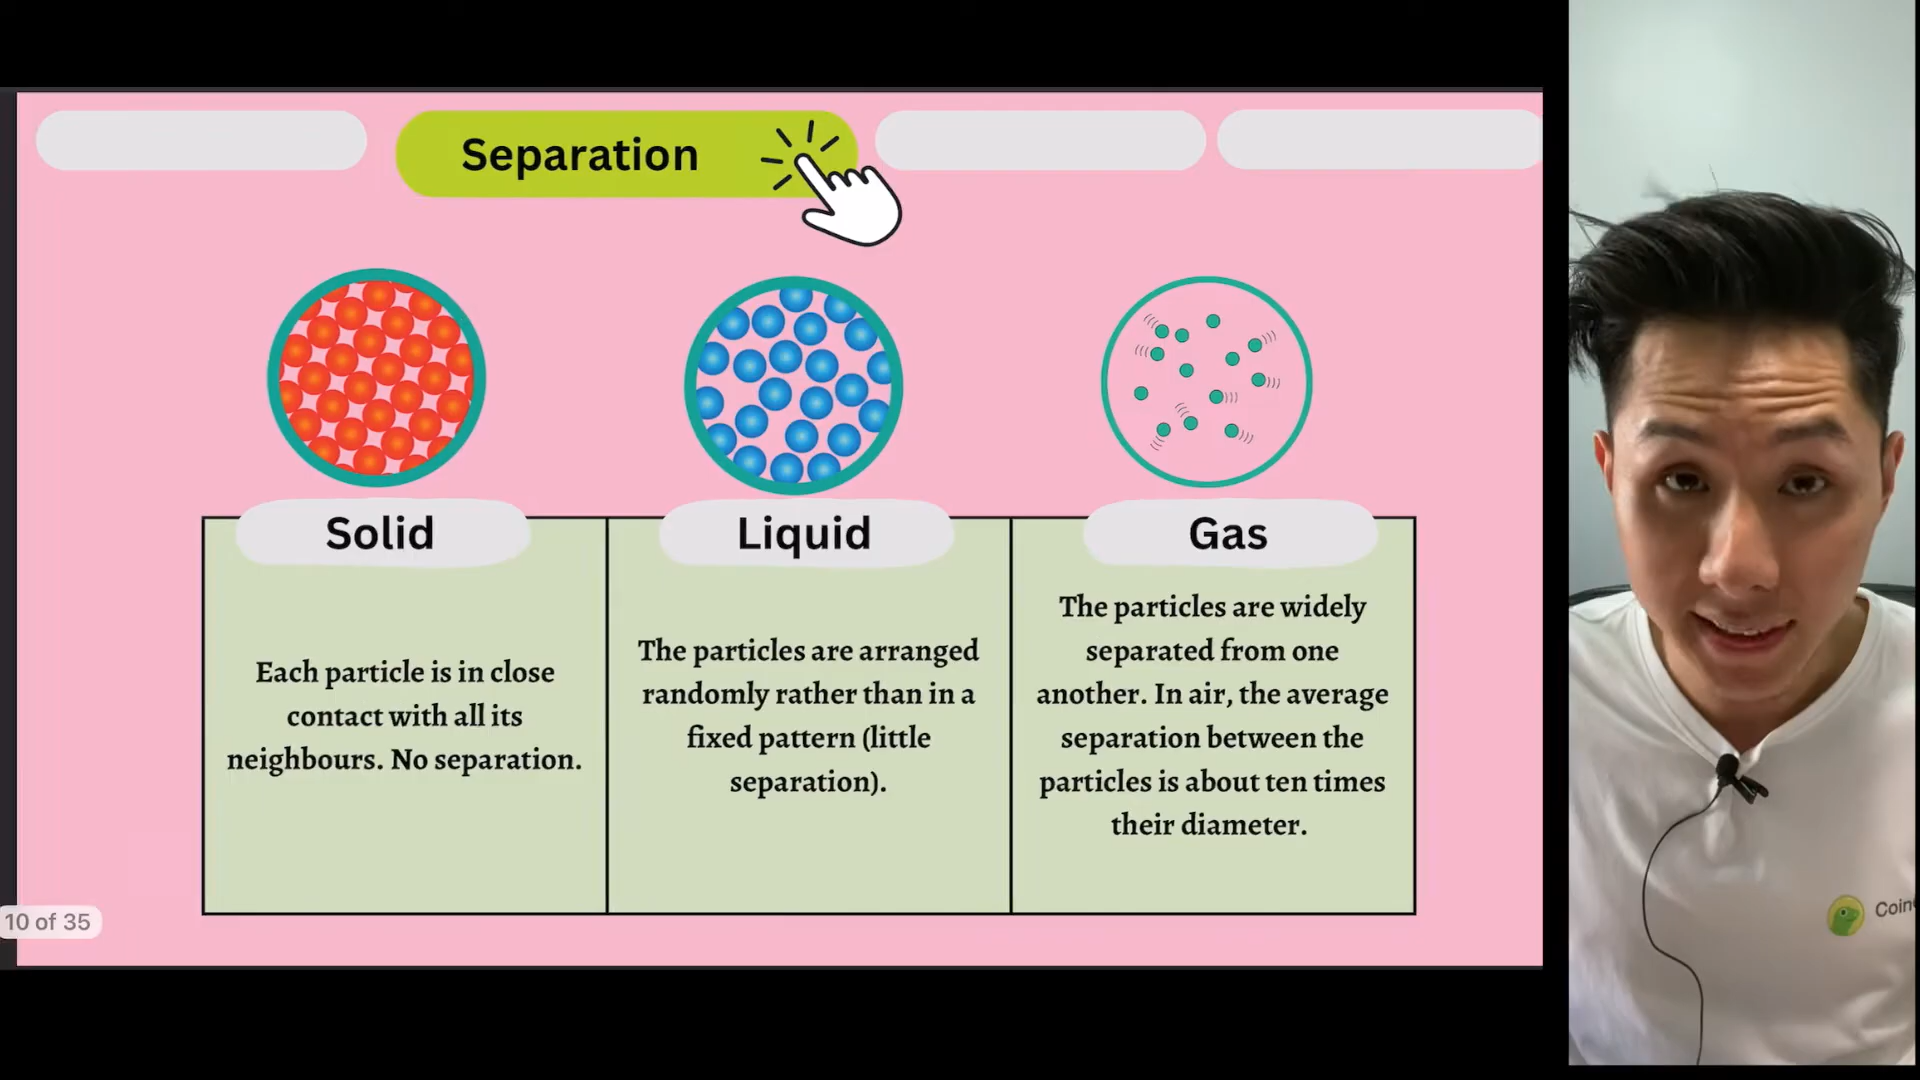 Separation
Solid
Liquid
Gas
Each particle is in close
contact with all its
neighbours. No separation.
The particles are arranged
randomly rather than in a
fixed pattern (little
separation).
The particles are widely
separated from one
another. In air, the average
separation between the
particles is about ten times
their diameter.
10 of 35